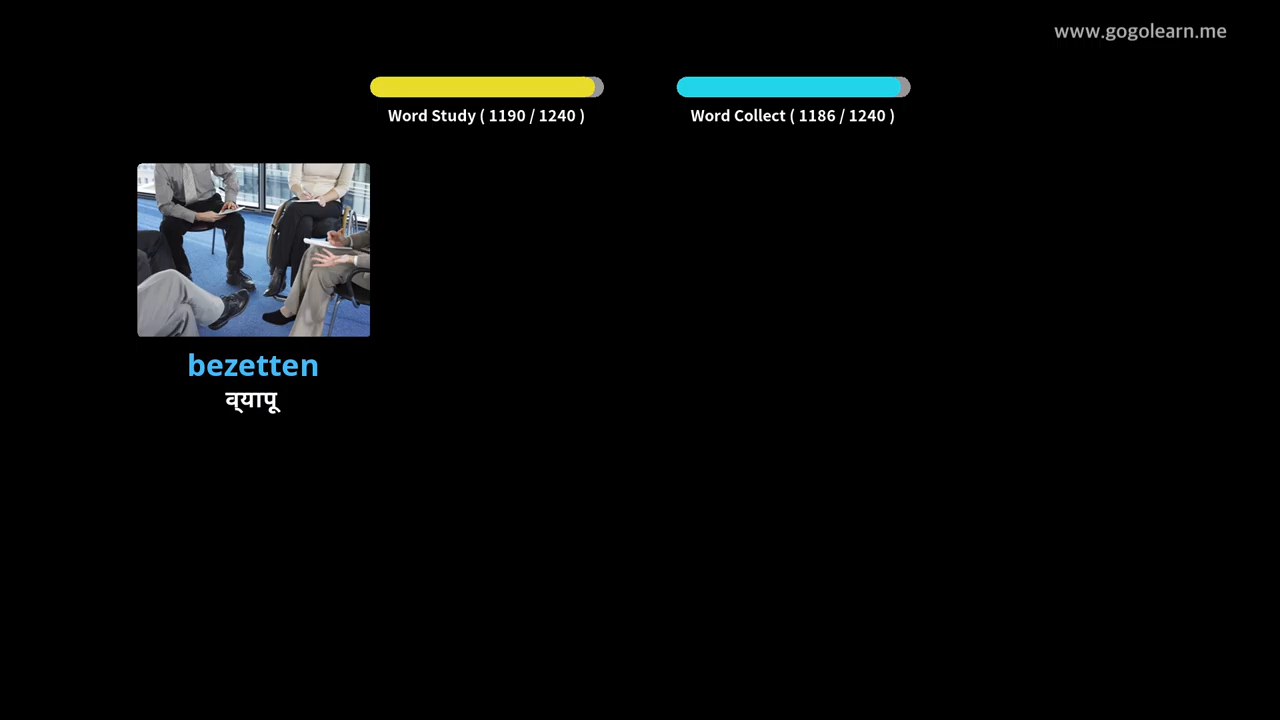 www.gogolearn.me
Word Study ( 1190 / 1240 )
Word Collect ( 1186 / 1240 )
bezetten
व्यापू